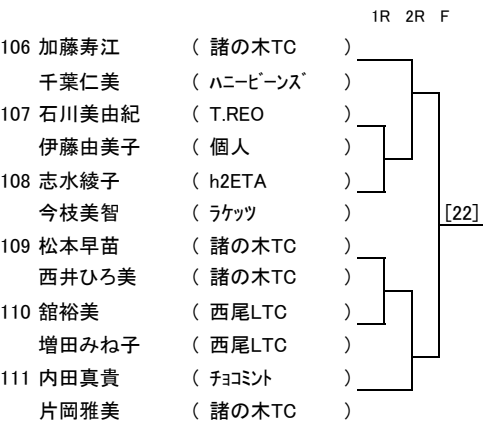 1R 2R F
106 加藤寿江 ( 諸の木TC )
千葉仁美 ( ﾊﾆｰﾋﾞｰﾝｽﾞ )
107 石川美由紀 ( T.REO )
伊藤由美子 ( 個人 )
108 志水綾子 ( h2ETA )
今枝美智 ( ﾗｹｯﾂ )
[22]
109 松本早苗 ( 諸の木TC )
西井ひろ美 ( 諸の木TC )
110 舘裕美 ( 西尾LTC )
増田みね子 ( 西尾LTC )
111 内田真貴 ( ﾁｮｺﾐﾝﾄ )
片岡雅美 ( 諸の木TC )